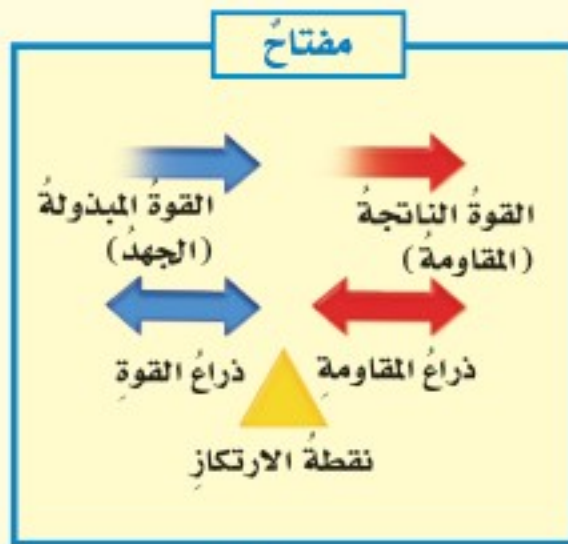 مفتاحٌ
القوةُ الناتجةُ
(المقاومةُ)
القوةُ المبذولةُ
(الجهدُ)
ذراعُ المقاومةِ
ذراعُ القوةِ
نقطةُ الارتكازِ